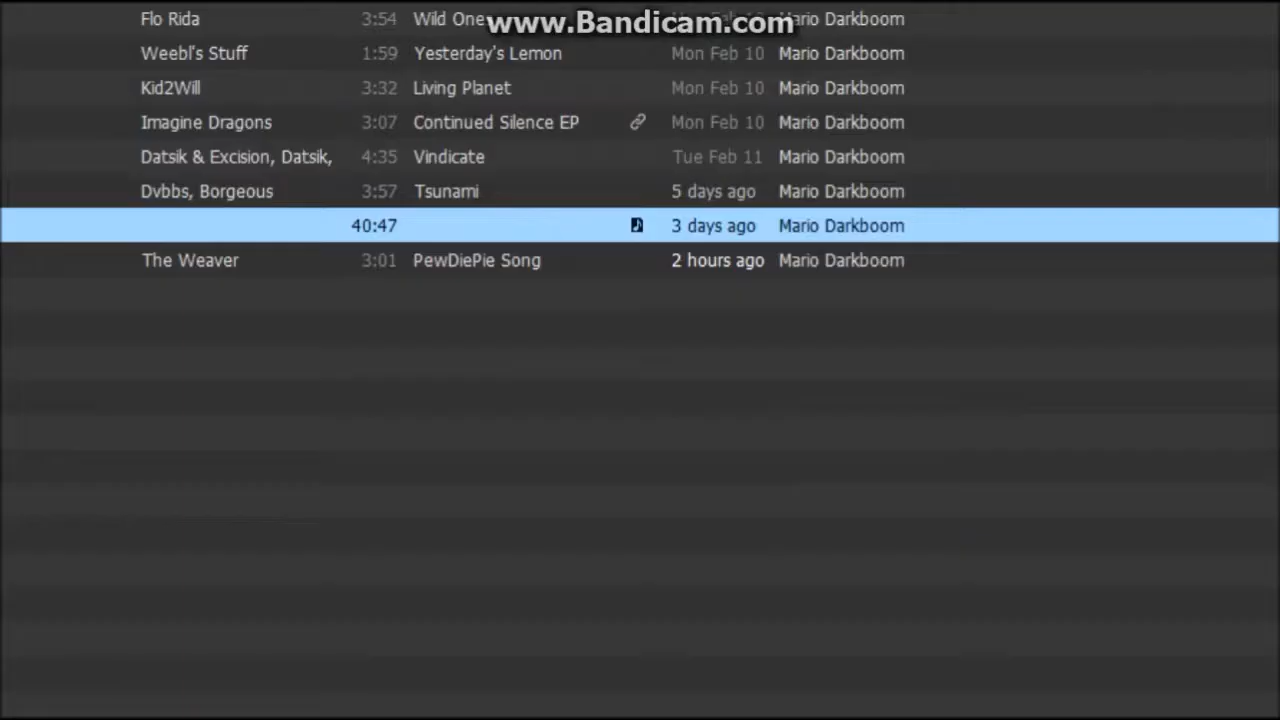 www.Bandicam.com
Flo Rida 3:54 Wild One Mario Darkboom
Weebl's Stuff 1:59 Yesterday's Lemon Mon Feb 10 Mario Darkboom
Kid2Will 3:32 Living Planet Mon Feb 10 Mario Darkboom
Imagine Dragons 3:07 Continued Silence EP Mon Feb 10 Mario Darkboom
Datsik & Excision, Datsik, 4:35 Vindicate Tue Feb 11 Mario Darkboom
Dvbbs, Borgeous 3:57 Tsunami 5 days ago Mario Darkboom
40:47 3 days ago Mario Darkboom
The Weaver 3:01 PewDiePie Song 2 hours ago Mario Darkboom